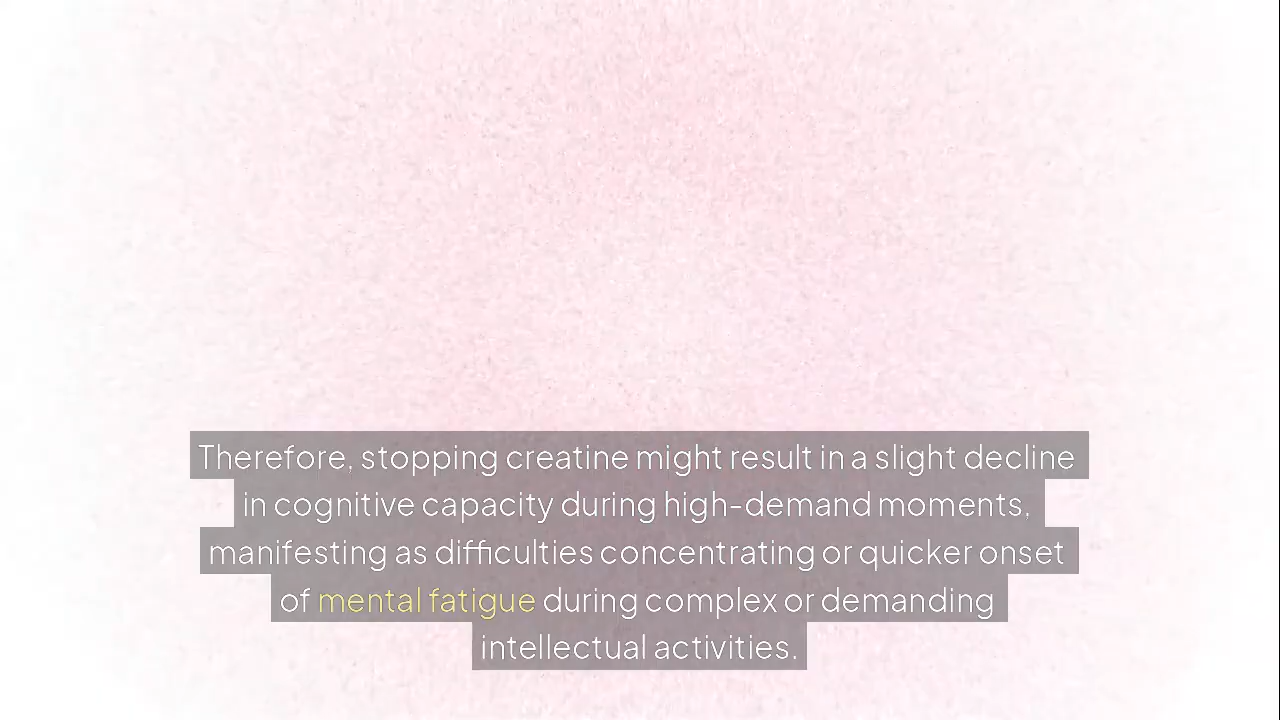 Therefore, stopping creatine might result in a slight decline
in cognitive capacity during high-demand moments,
manifesting as difficulties concentrating or quicker onset
of mental fatigue during complex or demanding
intellectual activities.